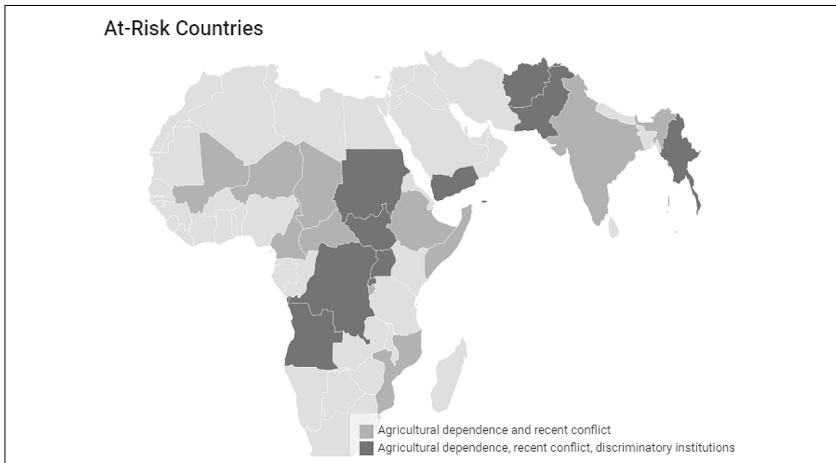 At-Risk Countries
Agricultural dependence and recent conflict
Agricultural dependence, recent conflict, discriminatory institutions